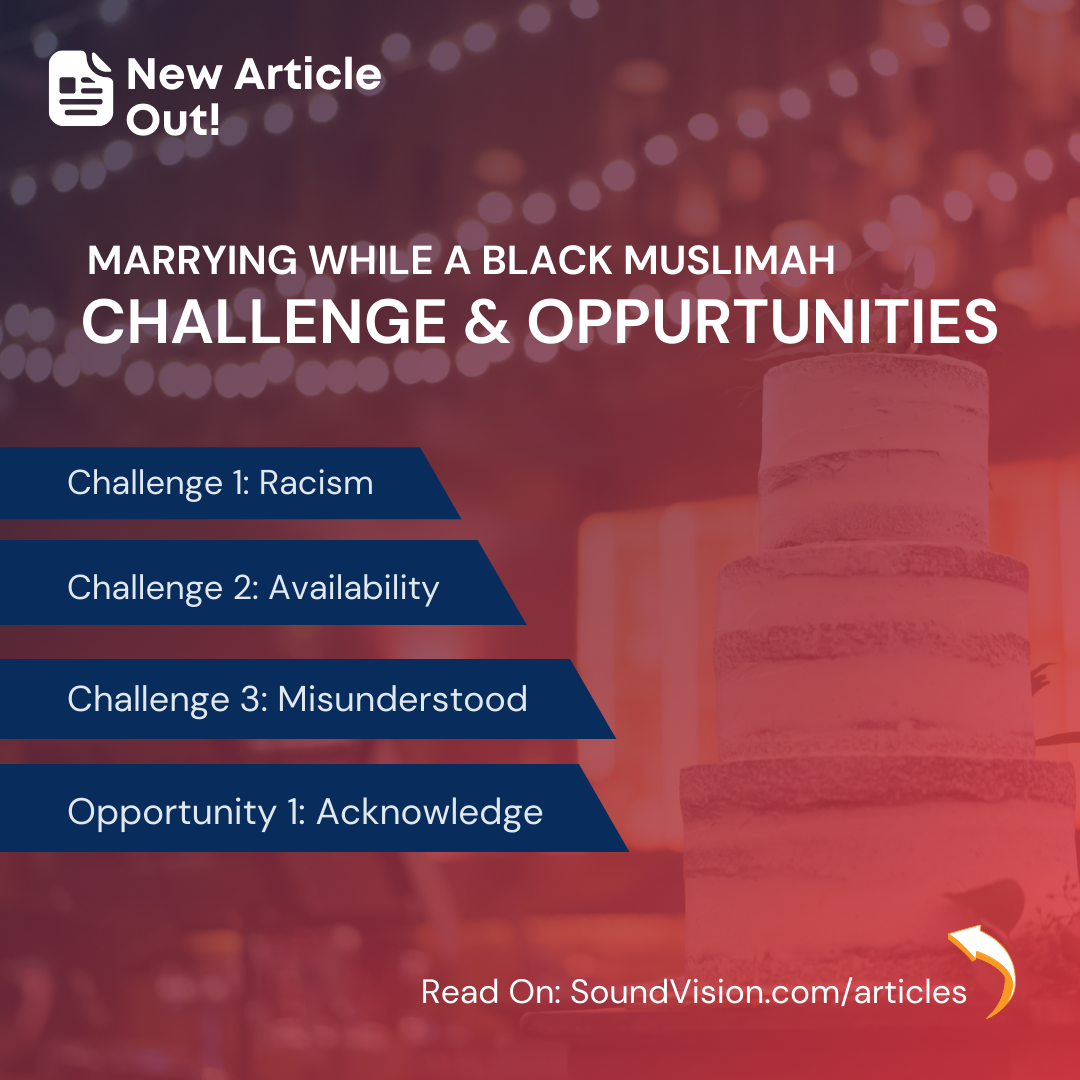 New Article
Out!
MARRYING WHILE A BLACK MUSLIMAH
CHALLENGE & OPPURTUNITIES
Challenge 1: Racism
Challenge 2: Availability
Challenge 3: Misunderstood
Opportunity 1: Acknowledge
Read On: SoundVision.com/articles